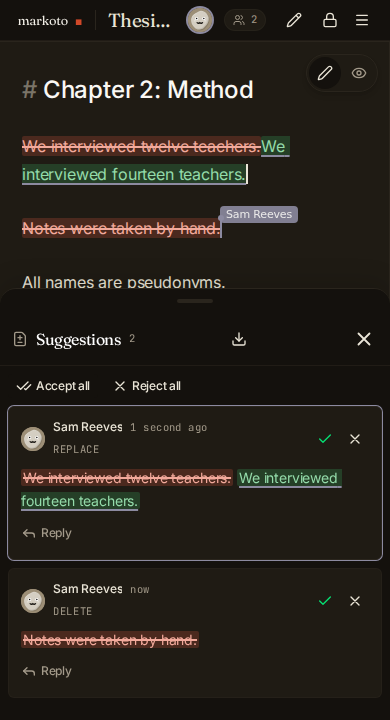 markoto
Thesi...
2
# Chapter 2: Method
We interviewed twelve teachers.We
interviewed fourteen teachers.
Sam Reeves
Notes were taken by hand.
All names are pseudonyms.
Suggestions 2
Accept all
Reject all
Sam Reeves 1 second ago
REPLACE
We interviewed twelve teachers. We interviewed
fourteen teachers.
Reply
Sam Reeves now
DELETE
Notes were taken by hand.
Reply